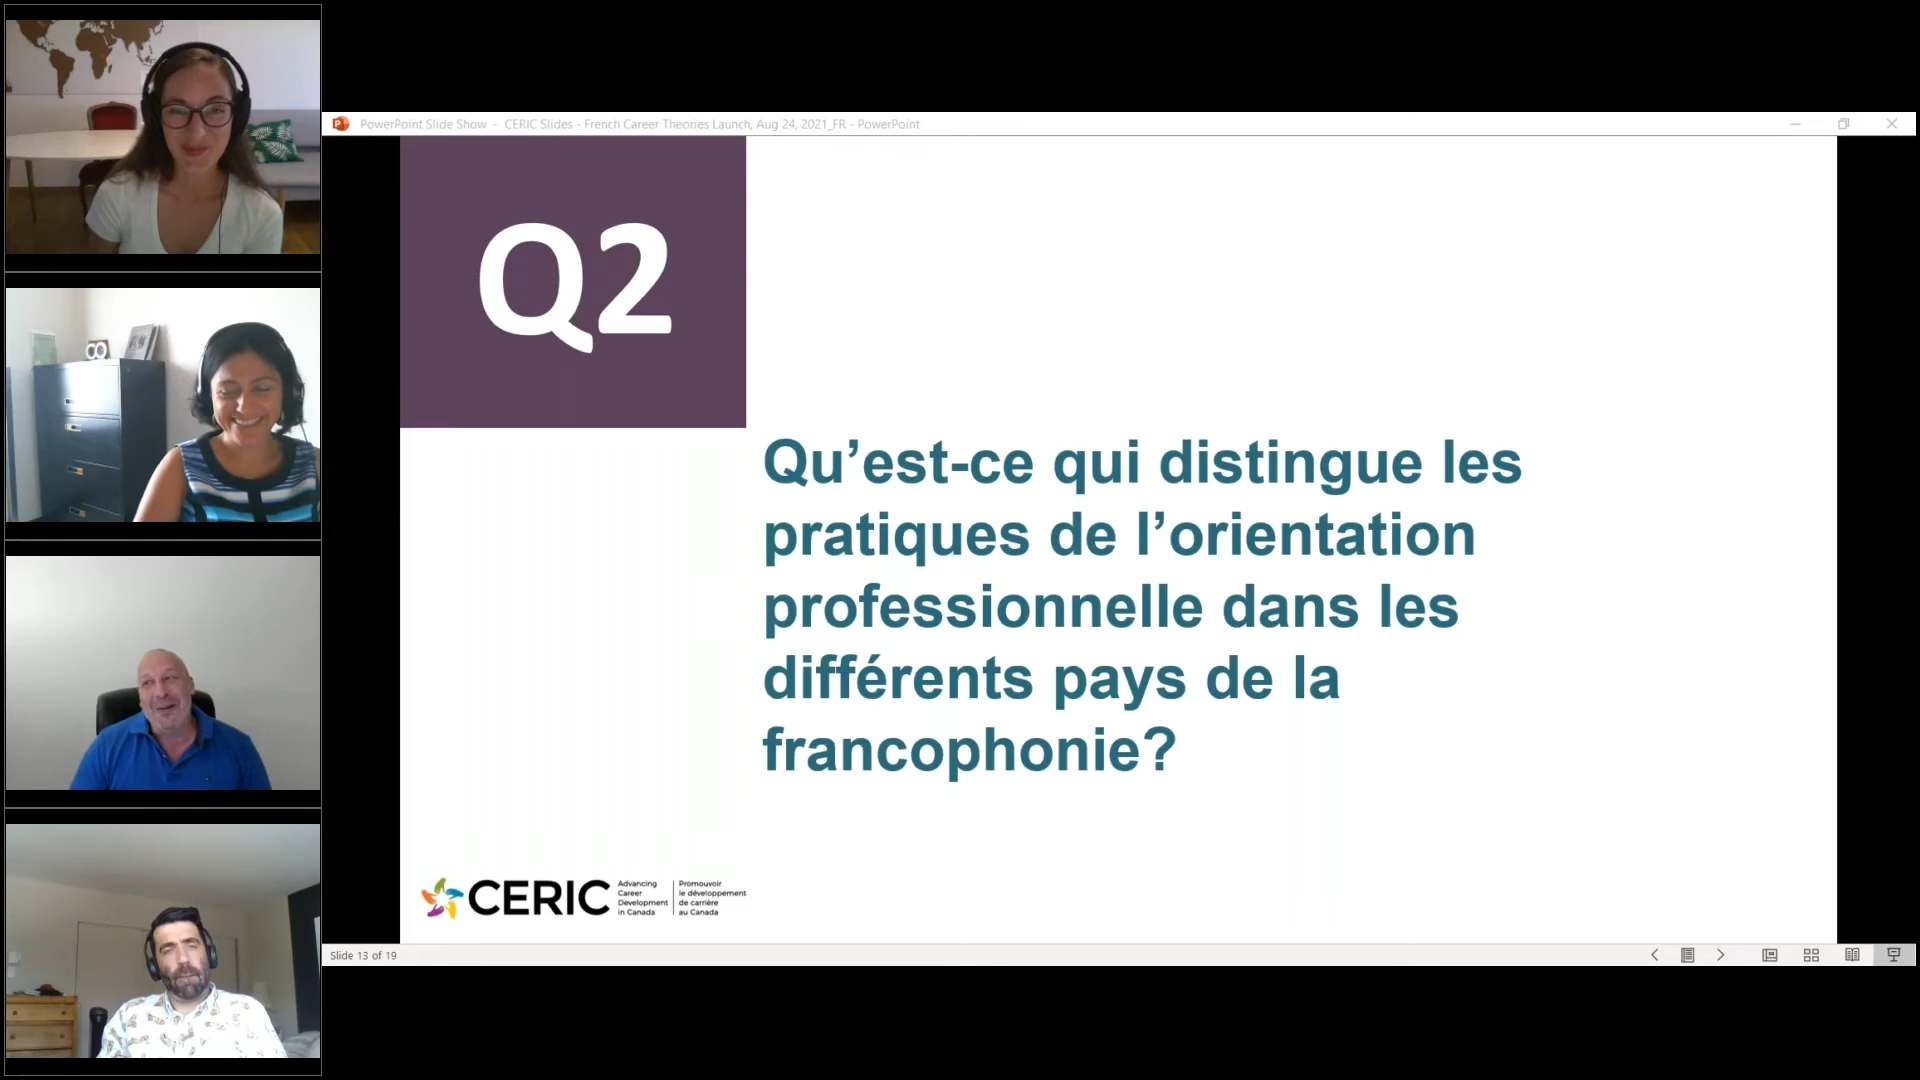 PowerPoint Slide Show - CERIC Slides - French Career Theories Launch, Aug 24, 2021_FR - PowerPoint
Q2
Qu’est-ce qui distingue les
pratiques de l’orientation
professionnelle dans les
différents pays de la
francophonie?
CERIC
Advancing
Career
Development
in Canada
Promouvoir
le développement
de carrière
au Canada
Slide 13 of 19